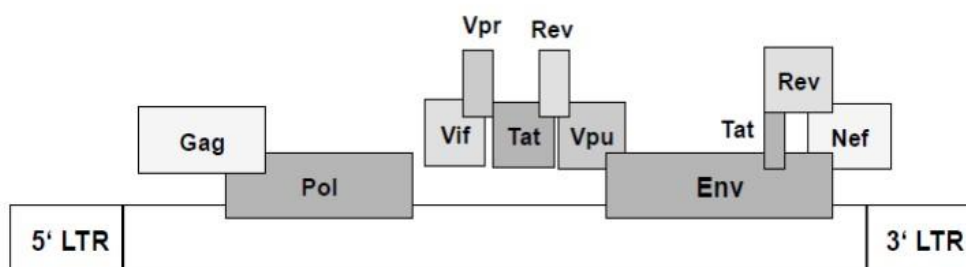 Vpr Rev
Rev
Gag Vif Tat Vpu Tat Nef
Pol Env
5‘ LTR 3‘ LTR